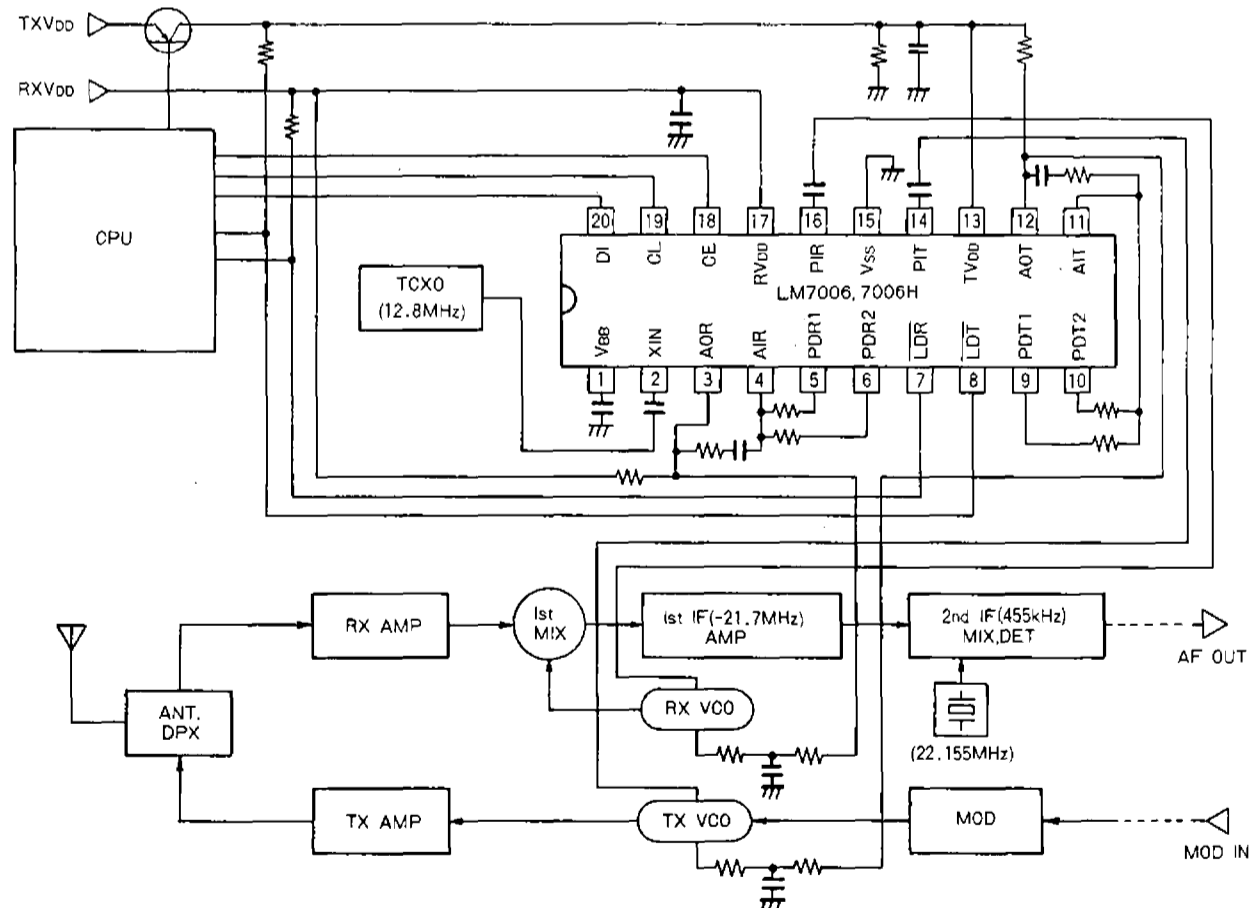 TXVDD
RXVDD
CPU
TCXO
(12.8MHz)
20 19 18 17 16 15 14 13 12 11
DI CL CE RVDD PIR VSS PIT TVDD AOT AIT
LM7006, 7006H
VBB XIN AOR AIR PDR1 PDR2 LDR LDT PDT1 PDT2
1 2 3 4 5 6 7 8 9 10
RX AMP
1st
MIX
1st IF(-21.7MHz)
AMP
2nd IF(455kHz)
MIX,DET
AF OUT
ANT.
DPX
RX VCO
(22.155MHz)
TX AMP
TX VCO
MOD
MOD IN